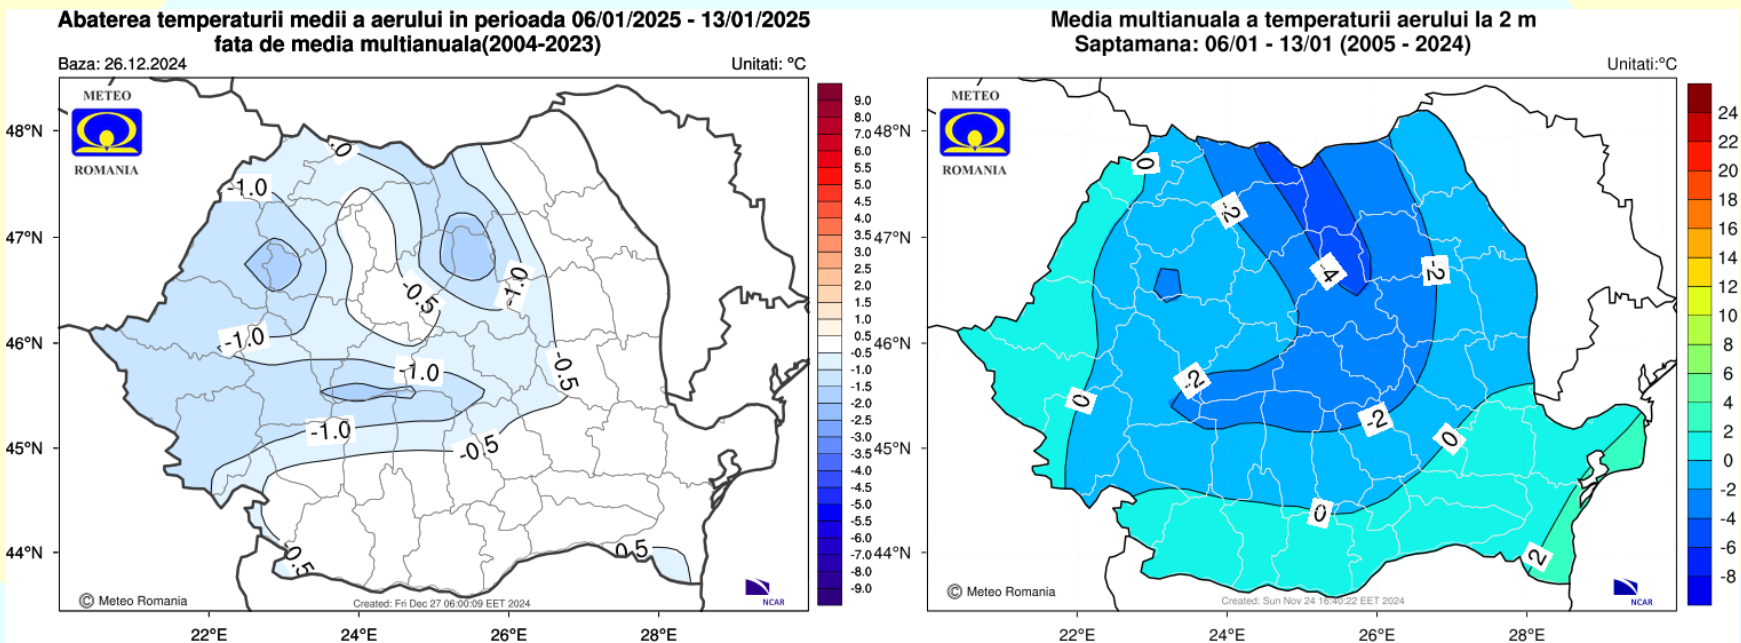 Abaterea temperaturii medii a aerului in perioada 06/01/2025 - 13/01/2025
fata de media multianuala(2004-2023)
Baza: 26.12.2024
Unitati: °C
METEO
ROMANIA
48°N
47°N
46°N
45°N
44°N
22°E
24°E
26°E
28°E
-1.0
-1.0
-0.5
-1.0
-1.0
-0.5
-1.0
-0.5
-0.5
0.5
9.0
8.0
7.0
6.0
5.5
5.0
4.5
4.0
3.5
3.0
2.5
2.0
1.5
1.0
0.5
-0.5
-1.0
-1.5
-2.0
-2.5
-3.0
-3.5
-4.0
-4.5
-5.0
-5.5
-6.0
-7.0
-8.0
-9.0
© Meteo Romania
Created: Fri Dec 27 06:00:09 EET 2024
NCAR
Media multianuala a temperaturii aerului la 2 m
Saptamana: 06/01 - 13/01 (2005 - 2024)
Unitati:°C
METEO
ROMANIA
48°N
47°N
46°N
45°N
44°N
22°E
24°E
26°E
28°E
0
-2
-4
-2
-2
0
-2
0
0
2
24
22
20
18
16
14
12
10
8
6
4
2
0
-2
-4
-6
-8
© Meteo Romania
Created: Sun Nov 24 16:40:22 EET 2024
NCAR